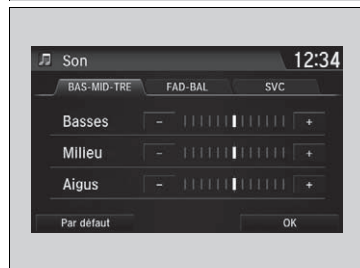 Son 12:34
BAS-MID-TRE FAD-BAL SVC
Basses - +
Milieu - +
Aigus - +
Par défaut OK